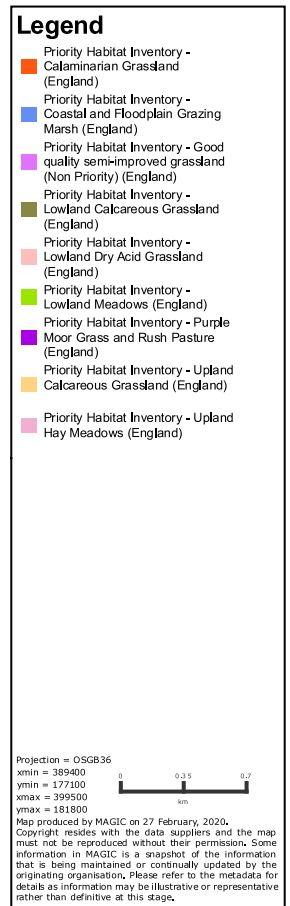 Legend
Priority Habitat Inventory -
Calaminarian Grassland
(England)
Priority Habitat Inventory -
Coastal and Floodplain Grazing
Marsh (England)
Priority Habitat Inventory - Good
quality semi-improved grassland
(Non Priority) (England)
Priority Habitat Inventory -
Lowland Calcareous Grassland
(England)
Priority Habitat Inventory -
Lowland Dry Acid Grassland
(England)
Priority Habitat Inventory -
Lowland Meadows (England)
Priority Habitat Inventory - Purple
Moor Grass and Rush Pasture
(England)
Priority Habitat Inventory - Upland
Calcareous Grassland (England)
Priority Habitat Inventory - Upland
Hay Meadows (England)
Projection = OSGB36
xmin = 389400
ymin = 177100
xmax = 399500
ymax = 181800
0 0.35 0.7
km
Map produced by MAGIC on 27 February, 2020.
Copyright resides with the data suppliers and the map
must not be reproduced without their permission. Some
information in MAGIC is a snapshot of the information
that is being maintained or continually updated by the
originating organisation. Please refer to the metadata for
details as information may be illustrative or representative
rather than definitive at this stage.